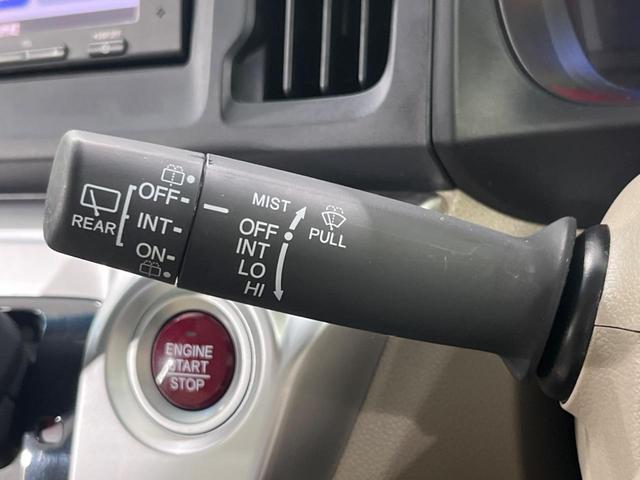 REAR
OFF
INT
ON
MIST
OFF
INT
LO
HI
PULL
ENGINE
START
STOP